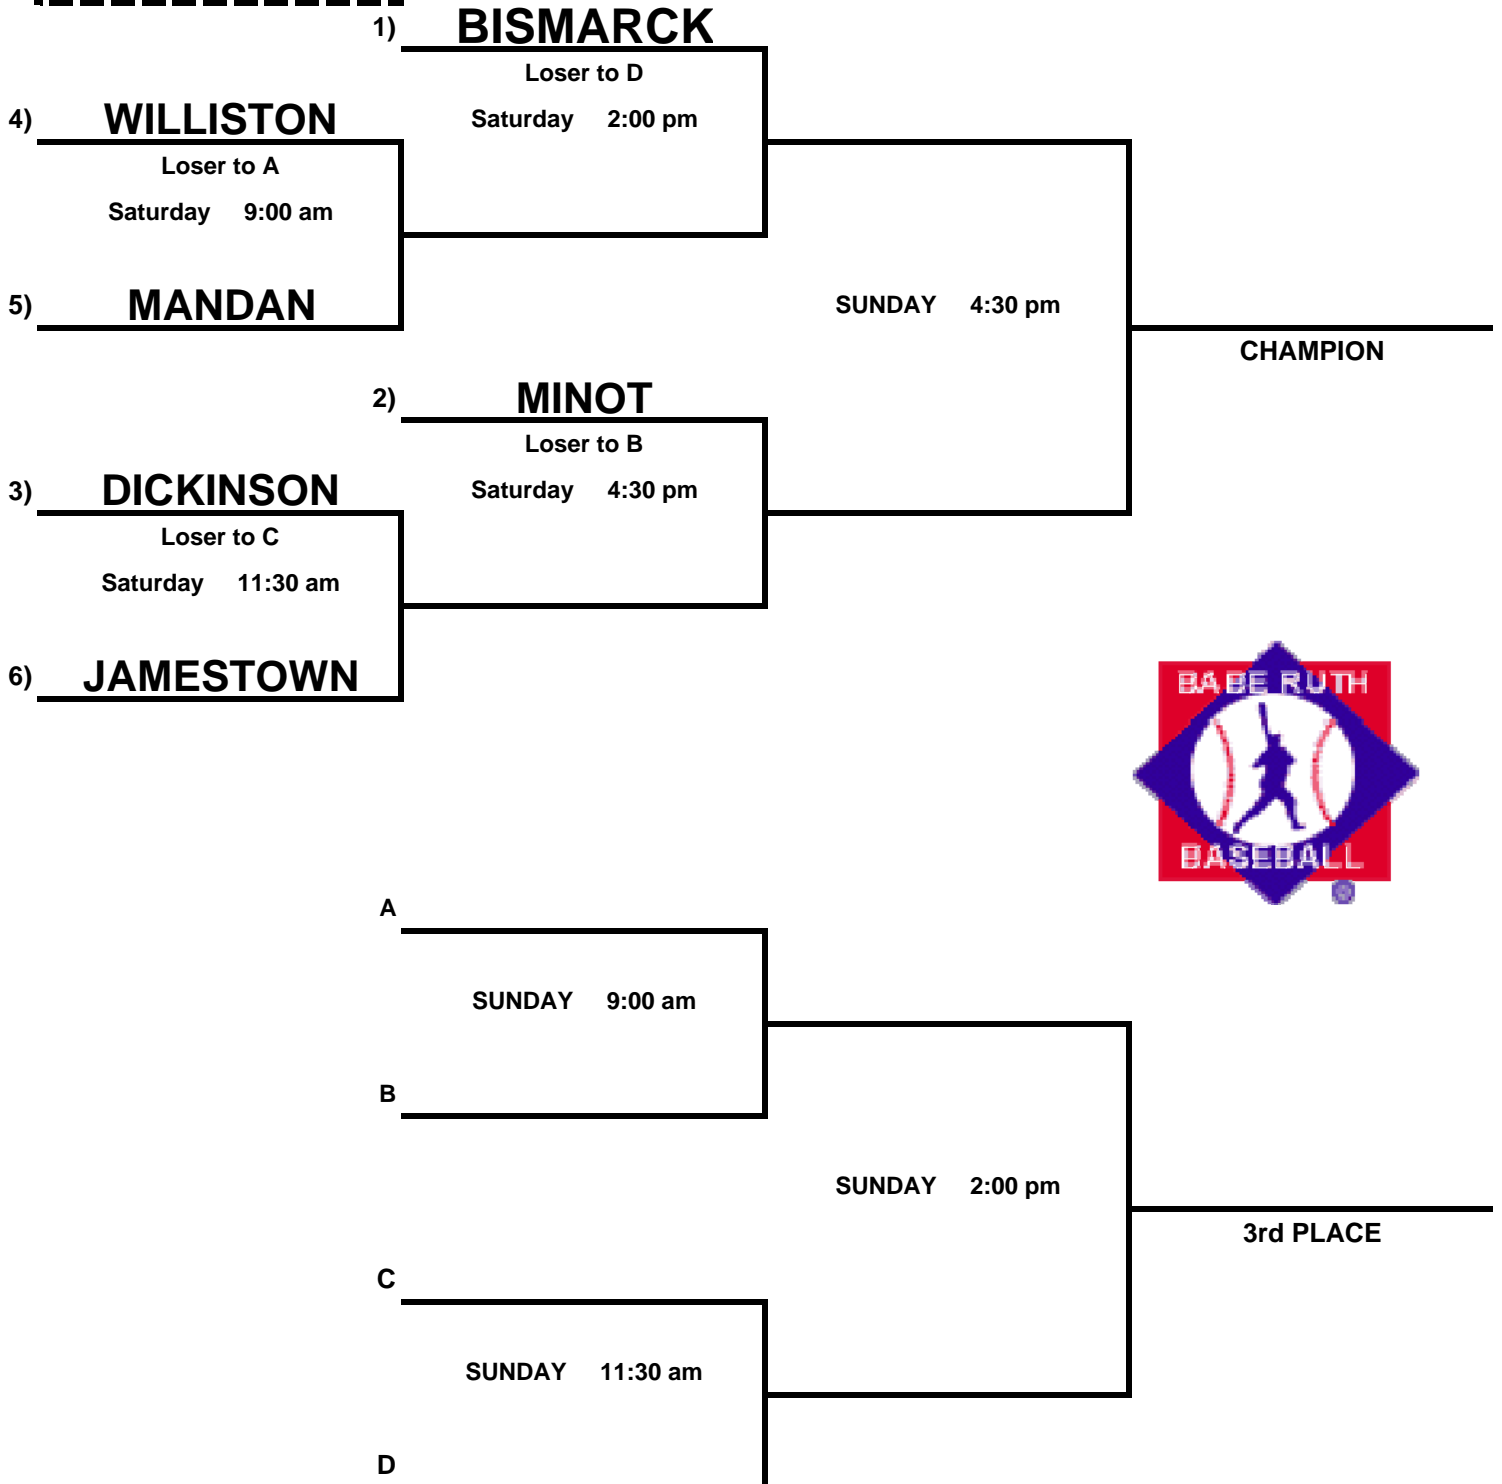 1) BISMARCK
Loser to D
Saturday 2:00 pm
4) WILLISTON
Loser to A
Saturday 9:00 am
5) MANDAN
SUNDAY 4:30 pm
CHAMPION
2) MINOT
Loser to B
Saturday 4:30 pm
3) DICKINSON
Loser to C
Saturday 11:30 am
6) JAMESTOWN
BABE RUTH
BASEBALL
®
A
SUNDAY 9:00 am
B
SUNDAY 2:00 pm
3rd PLACE
C
SUNDAY 11:30 am
D